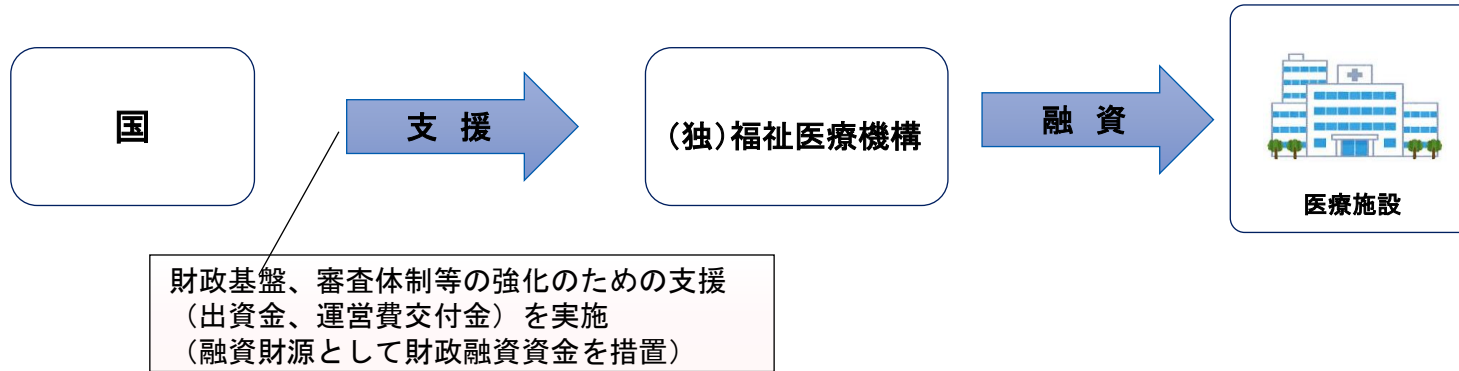 国
支 援
（独）福祉医療機構
融 資
医療施設
財政基盤、審査体制等の強化のための支援
（出資金、運営費交付金）を実施
（融資財源として財政融資資金を措置）